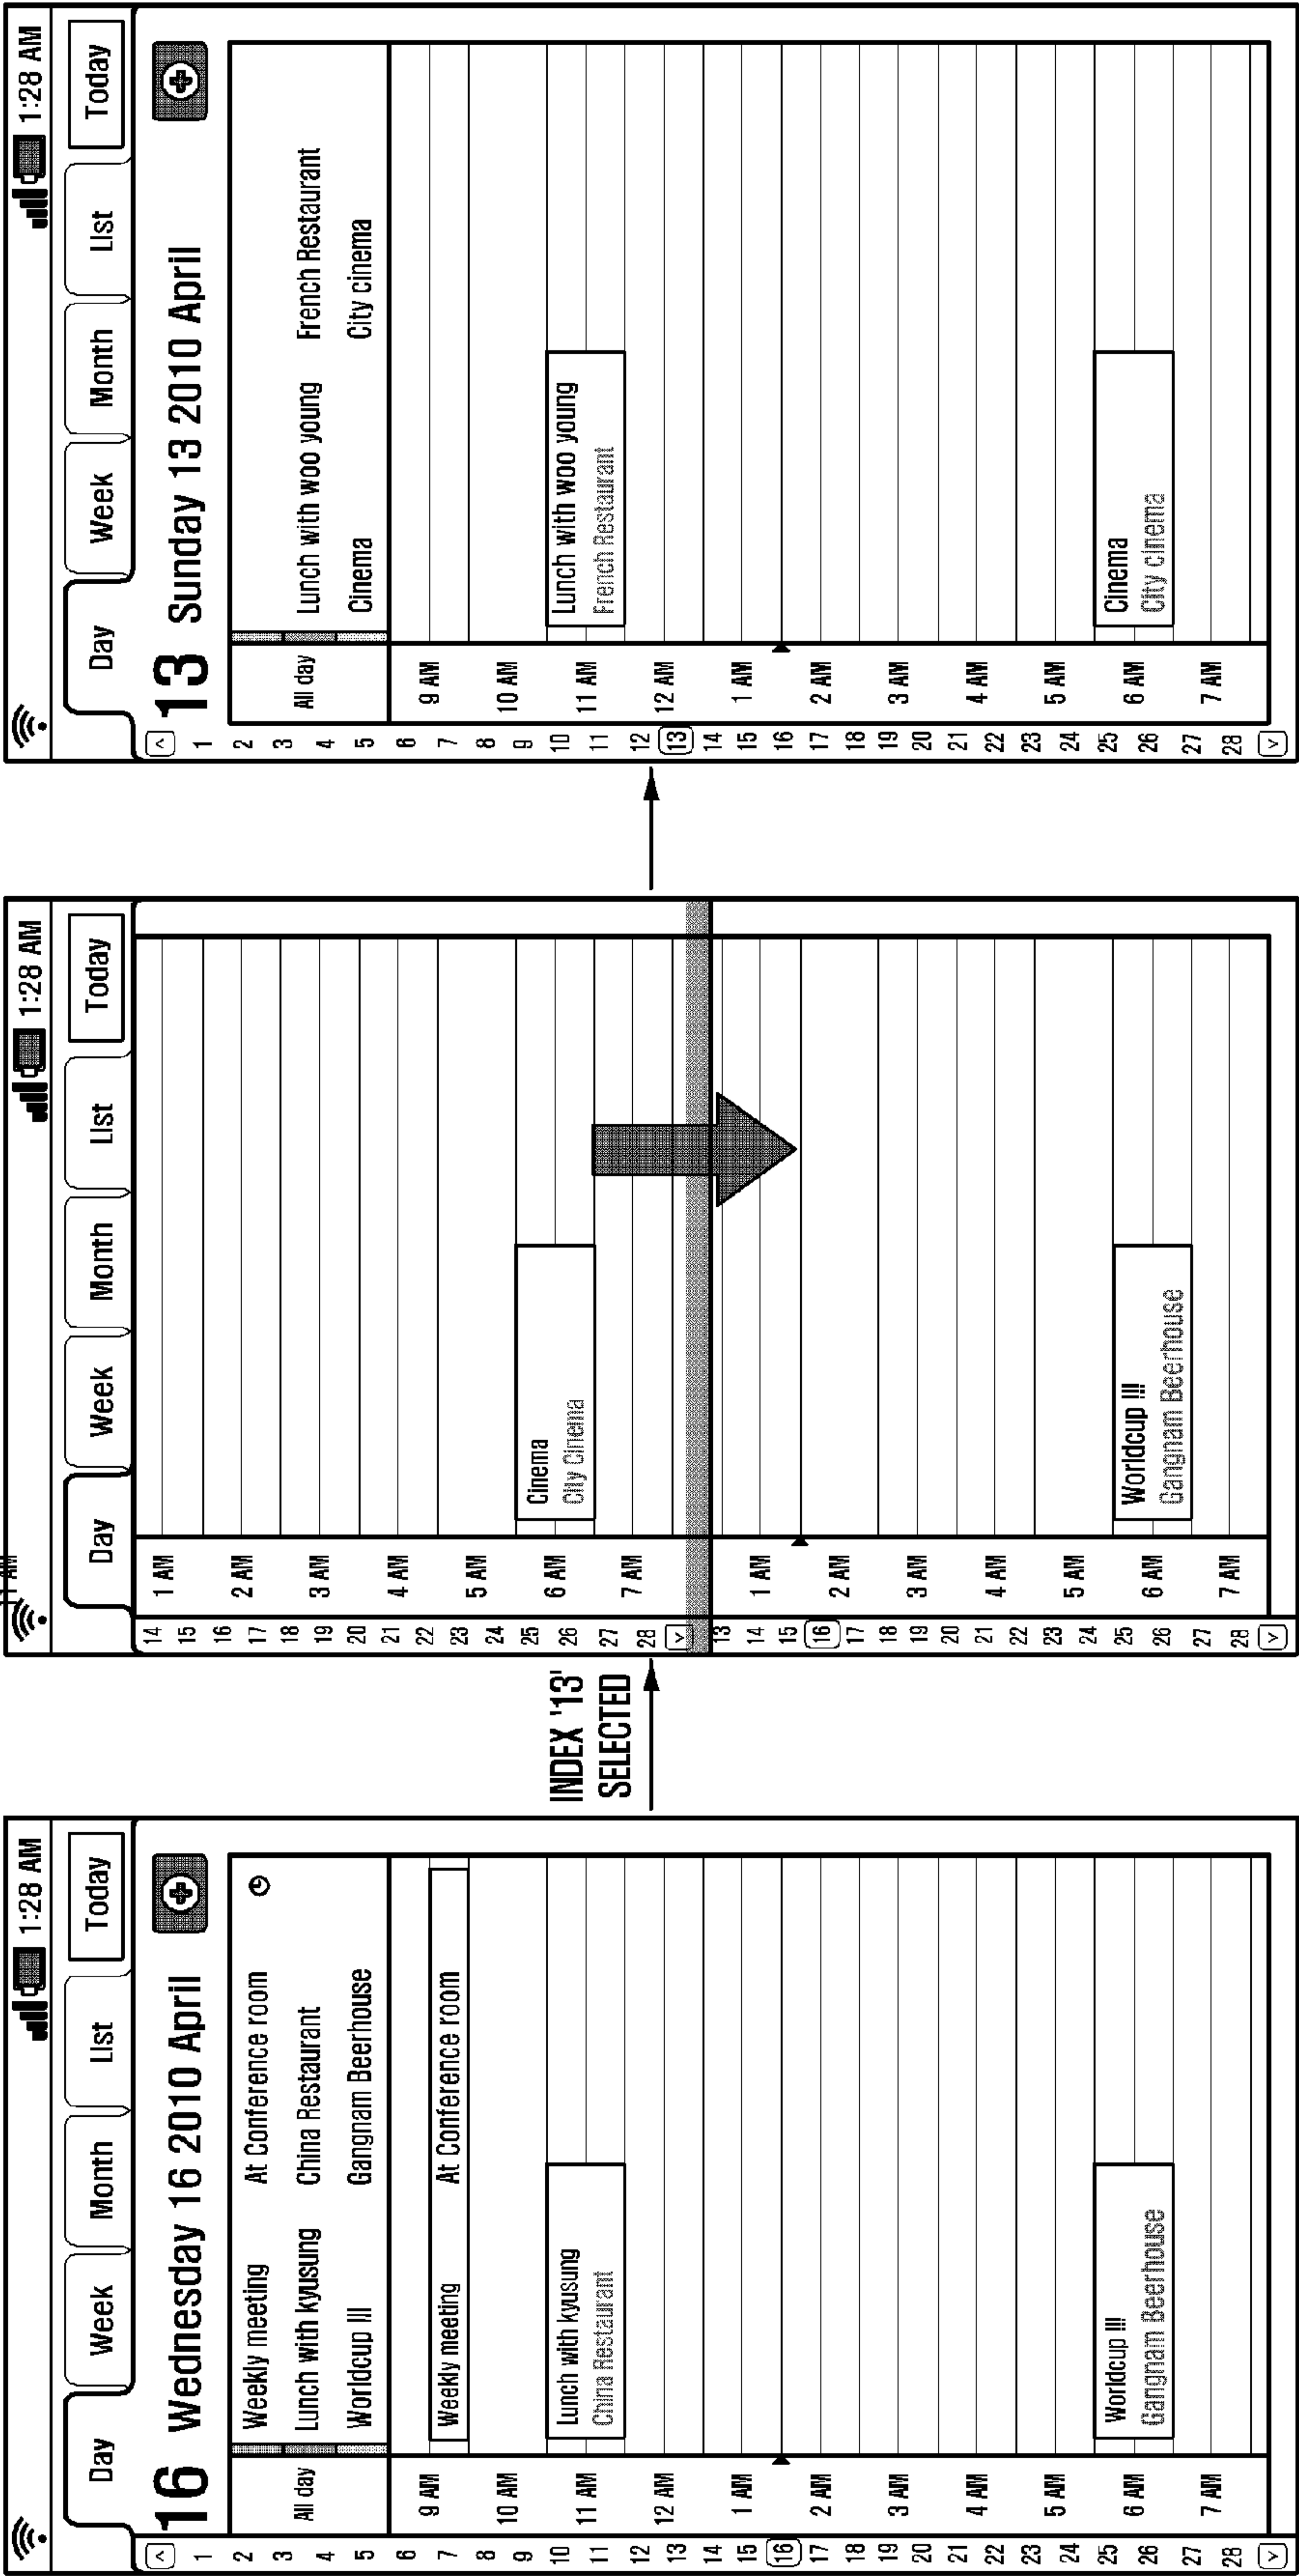 1:28 AM
Day Week Month List Today
16 Wednesday 16 2010 April
All day
Weekly meeting At Conference room
Lunch with kyusung China Restaurant
Worldcup !!! Gangnam Beerhouse
9 AM
Weekly meeting At Conference room
10 AM
Lunch with kyusung
11 AM
China Restaurant
12 AM
1 AM
2 AM
3 AM
4 AM
5 AM
Worldcup !!!
6 AM
Gangnam Beerhouse
7 AM
^
1
2
3
4
5
6
7
8
9
10
11
12
13
14
15
16
17
18
19
20
21
22
23
24
25
26
27
28
v
INDEX '13'
SELECTED
1:28 AM
Day Week Month List Today
1 AM
2 AM
3 AM
4 AM
5 AM
Cinema
6 AM
City Cinema
7 AM
14
15
16
17
18
19
20
21
22
23
24
25
26
27
28
v
1 AM
2 AM
3 AM
4 AM
5 AM
Worldcup !!!
6 AM
Gangnam Beerhouse
7 AM
13
14
15
16
17
18
19
20
21
22
23
24
25
26
27
28
v
1:28 AM
Day Week Month List Today
13 Sunday 13 2010 April
All day
Lunch with woo young French Restaurant
Cinema City cinema
9 AM
10 AM
Lunch with woo young
11 AM
French Restaurant
12 AM
1 AM
2 AM
3 AM
4 AM
5 AM
Cinema
6 AM
City cinema
7 AM
^
1
2
3
4
5
6
7
8
9
10
11
12
13
14
15
16
17
18
19
20
21
22
23
24
25
26
27
28
v